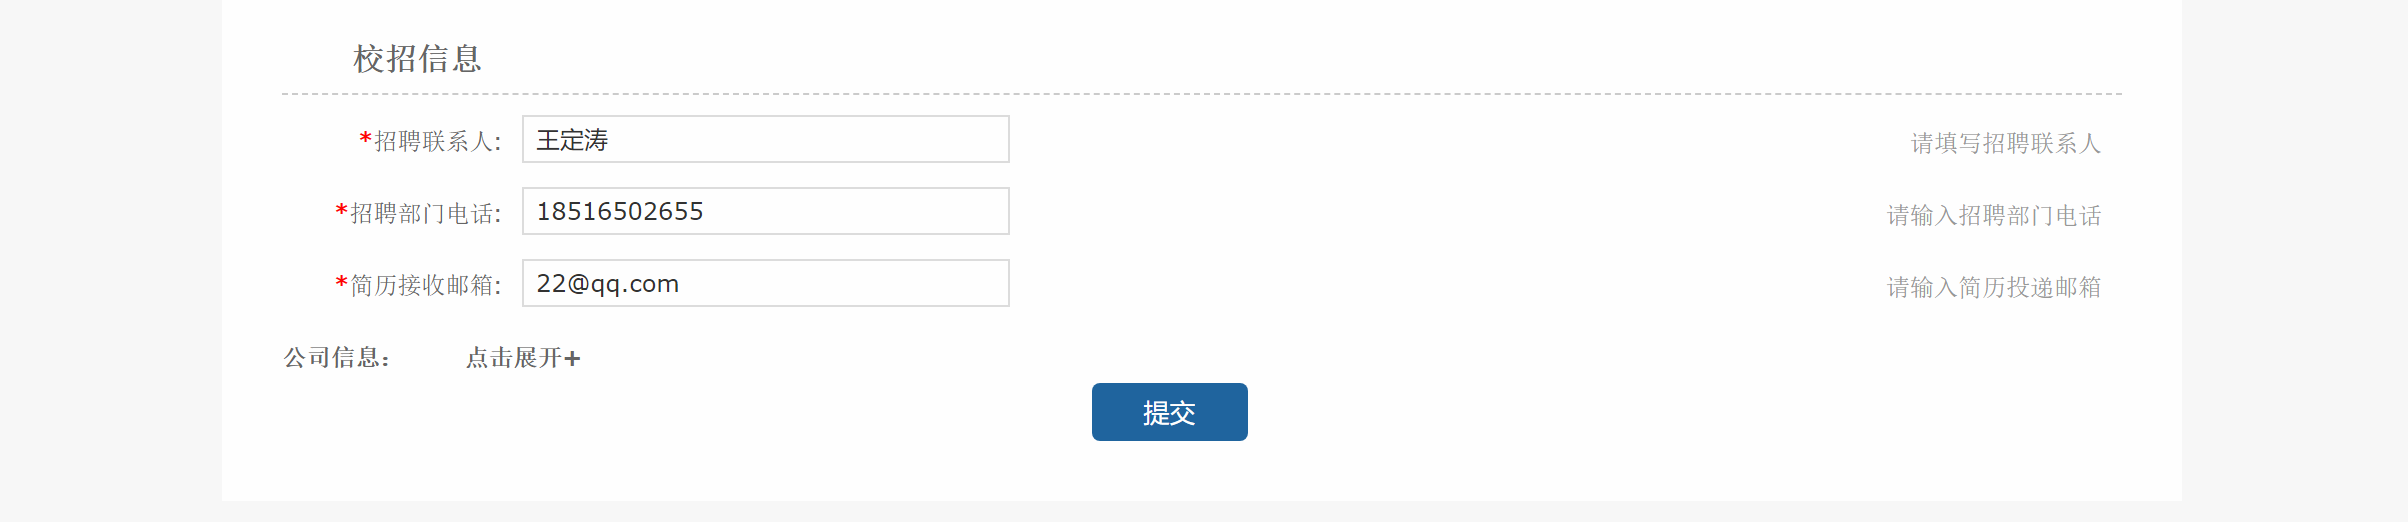 校招信息
*招聘联系人: 王定涛 请填写招聘联系人
*招聘部门电话: 18516502655 请输入招聘部门电话
*简历接收邮箱: 22@qq.com 请输入简历投递邮箱
公司信息: 点击展开+
提交